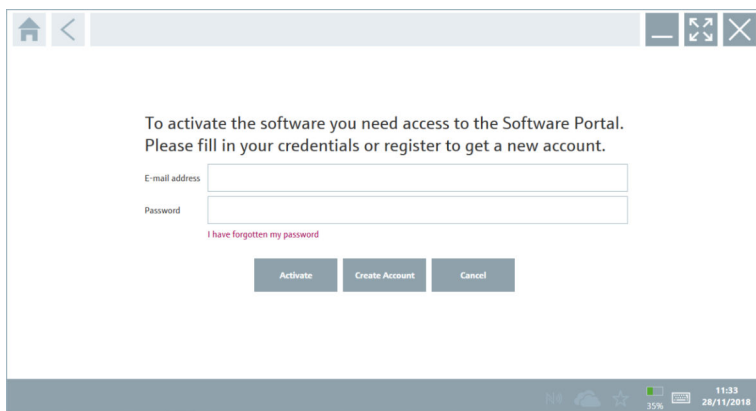 To activate the software you need access to the Software Portal.
Please fill in your credentials or register to get a new account.
E-mail address
Password
I have forgotten my password
Activate Create Account Cancel
35%
11:33
28/11/2018